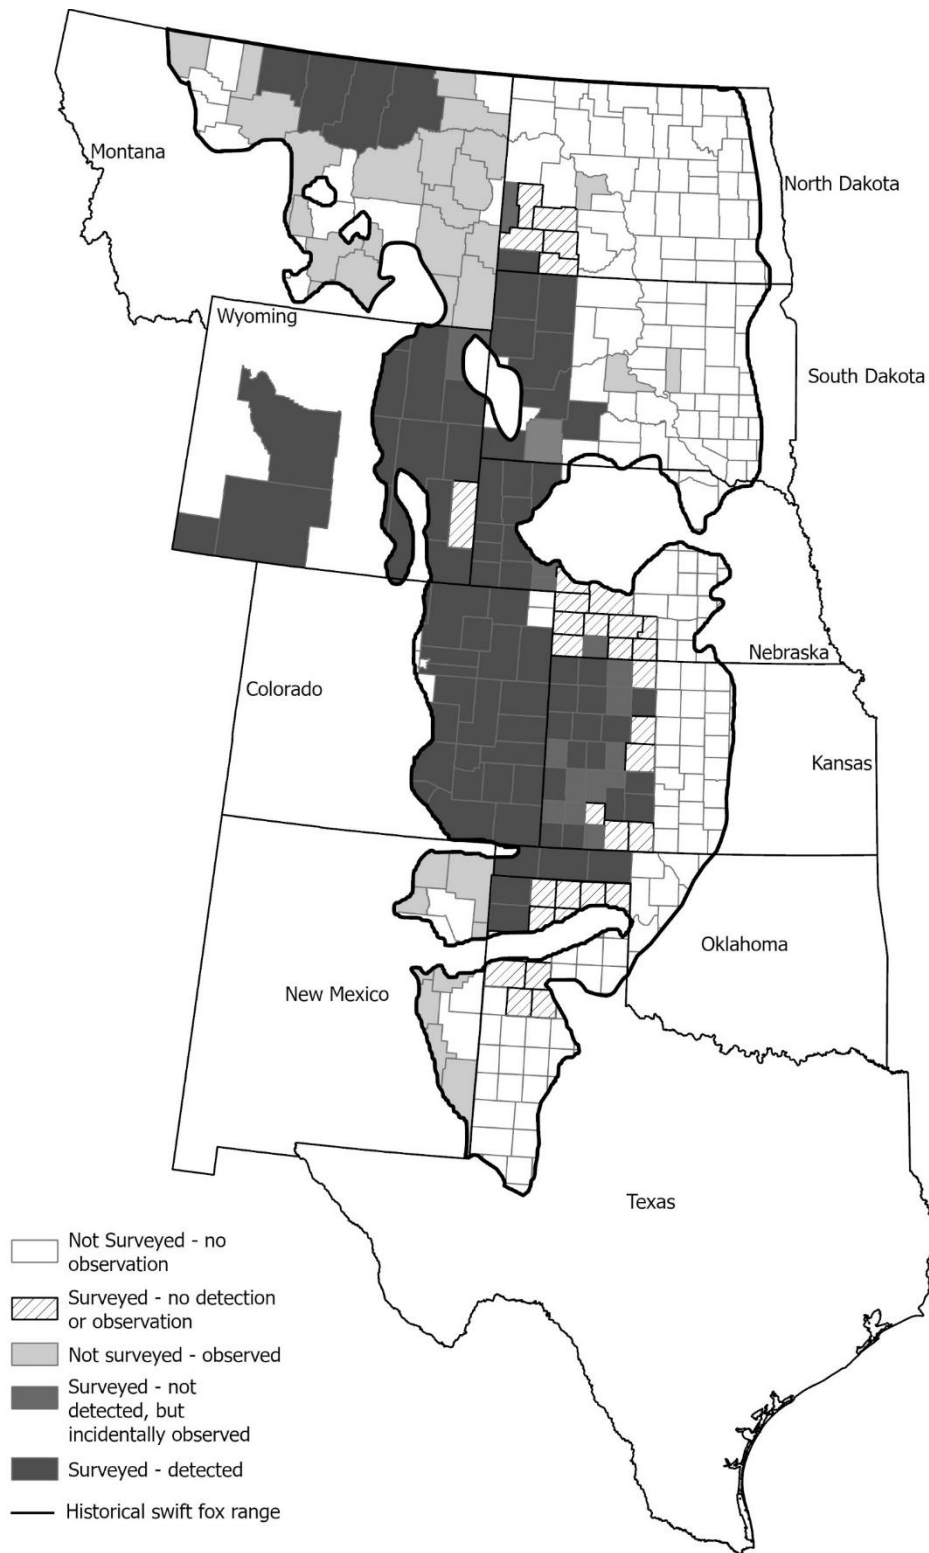 Montana
North Dakota
Wyoming
South Dakota
Nebraska
Colorado
Kansas
Oklahoma
New Mexico
Texas
Not Surveyed - no
observation
Surveyed - no detection
or observation
Not surveyed - observed
Surveyed - not
detected, but
incidentally observed
Surveyed - detected
Historical swift fox range